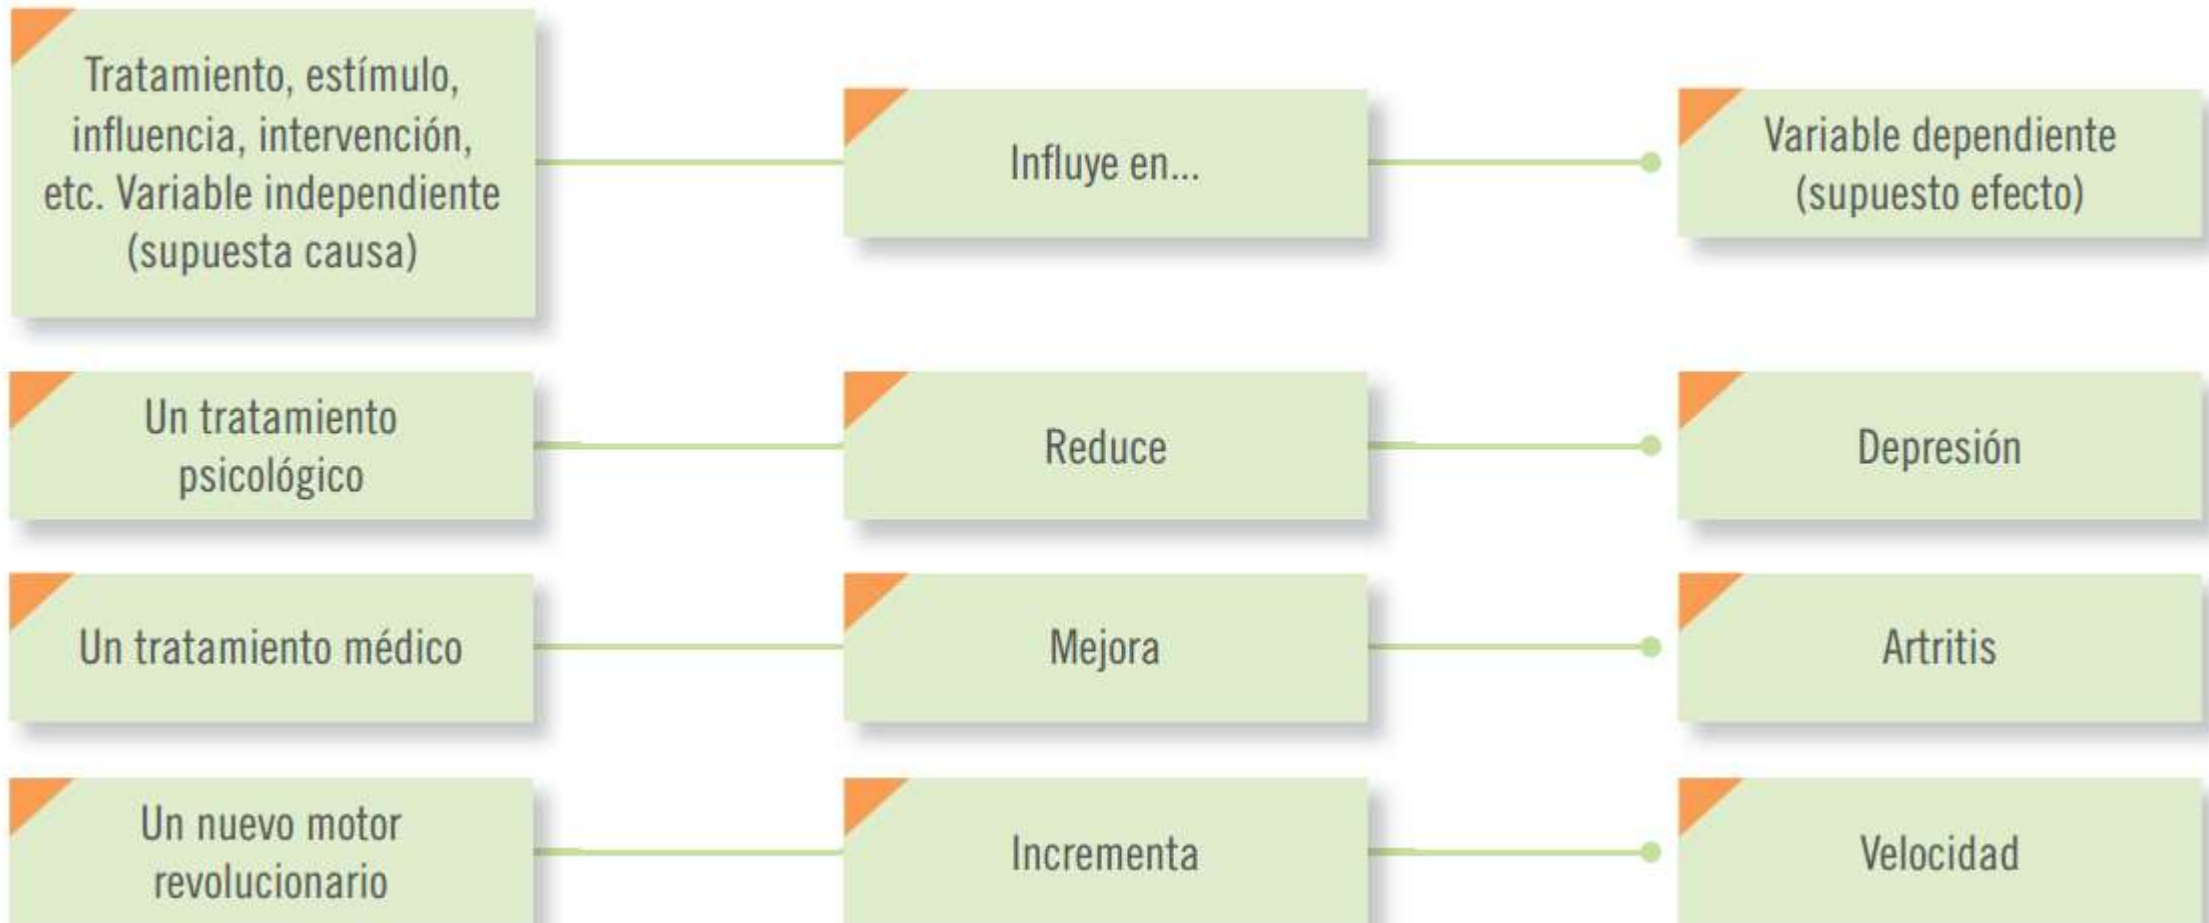 Tratamiento, estímulo,
influencia, intervención,
etc. Variable independiente
(supuesta causa)
Influye en...
Variable dependiente
(supuesto efecto)
Un tratamiento
psicológico
Reduce
Depresión
Un tratamiento médico
Mejora
Artritis
Un nuevo motor
revolucionario
Incrementa
Velocidad